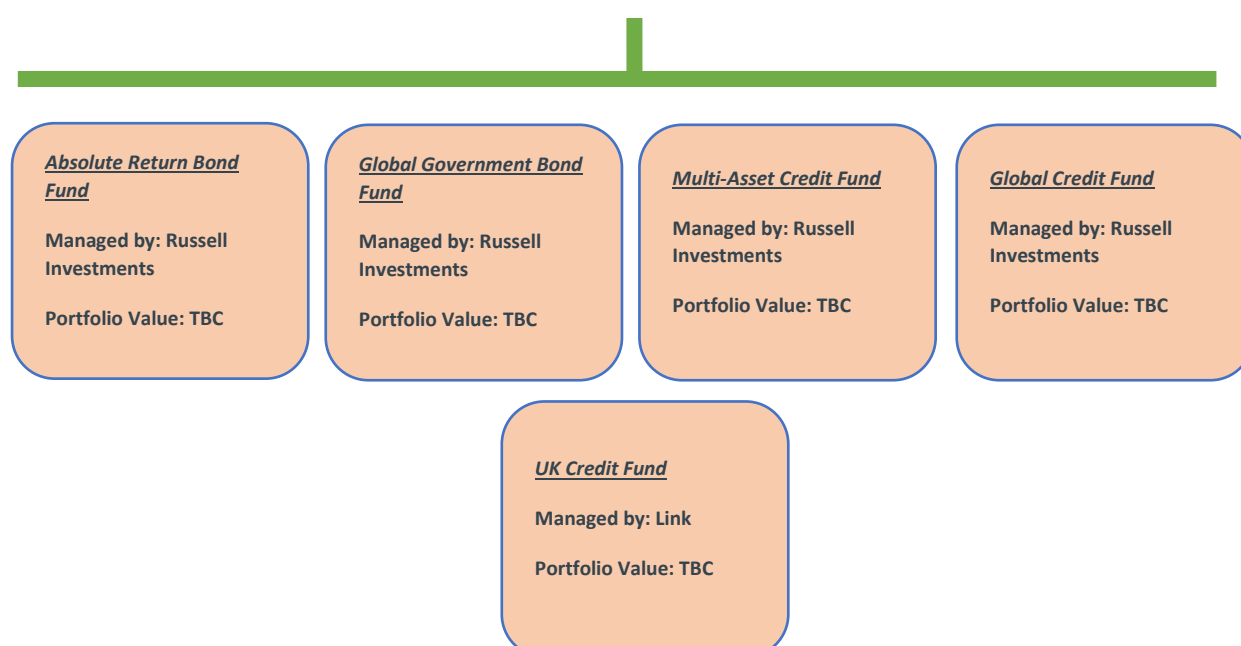 Absolute Return Bond
Fund
Managed by: Russell
Investments
Portfolio Value: TBC
Global Government Bond
Fund
Managed by: Russell
Investments
Portfolio Value: TBC
Multi-Asset Credit Fund
Managed by: Russell
Investments
Portfolio Value: TBC
Global Credit Fund
Managed by: Russell
Investments
Portfolio Value: TBC
UK Credit Fund
Managed by: Link
Portfolio Value: TBC